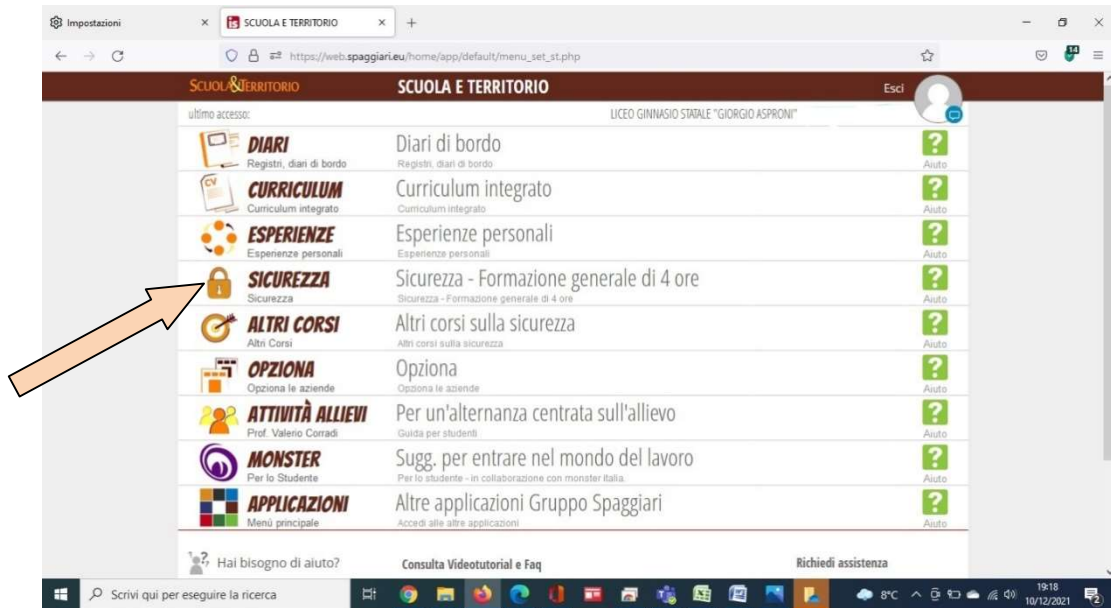 Impostazioni
SCUOLA E TERRITORIO
https://web.spaggiari.eu/home/app/default/menu_set_st.php
14
SCUOLA&TERRITORIO
SCUOLA E TERRITORIO
Esci
ultimo accesso:
LICEO GINNASIO STATALE "GIORGIO ASPRONI"
DIARI
Diari di bordo
Registri, diari di bordo
Registri, diari di bordo
Aiuto
CV
CURRICULUM
Curriculum integrato
Curriculum integrato
Curriculum integrato
Aiuto
ESPERIENZE
Esperienze personali
Esperienze personali
Esperienze personali
Aiuto
SICUREZZA
Sicurezza - Formazione generale di 4 ore
Sicurezza
Sicurezza - Formazione generale di 4 ore
Aiuto
ALTRI CORSI
Altri corsi sulla sicurezza
Altri Corsi
Altri corsi sulla sicurezza
Aiuto
OPZIONA
Opziona
Opziona le aziende
Opziona le aziende
Aiuto
ATTIVITÀ ALLIEVI
Per un'alternanza centrata sull'allievo
Prof. Valerio Corradi
Guida per studenti
Aiuto
MONSTER
Sugg. per entrare nel mondo del lavoro
Per lo Studente
Per lo studente - in collaborazione con monster italia.
Aiuto
APPLICAZIONI
Altre applicazioni Gruppo Spaggiari
Menù principale
Accedi alle altre applicazioni
Aiuto
Hai bisogno di aiuto?
Consulta Videotutorial e Faq
Richiedi assistenza
Scrivi qui per eseguire la ricerca
8°C
19:18
10/12/2021
2